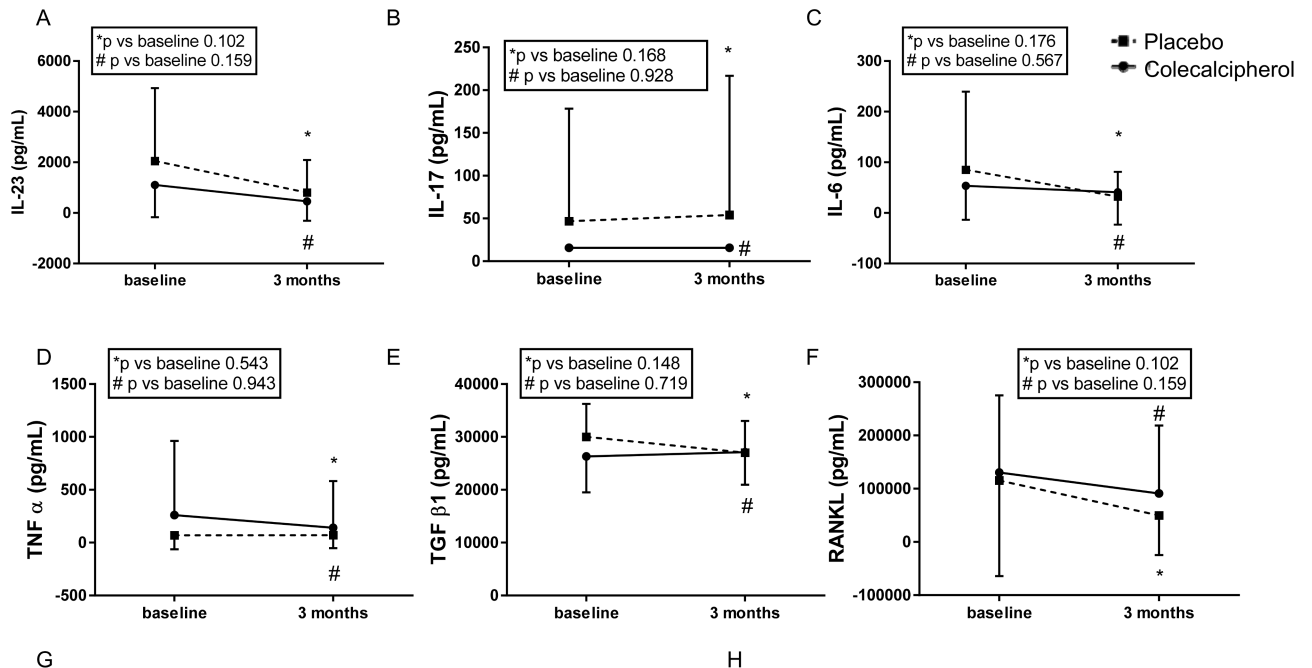 A
*p vs baseline 0.102
# p vs baseline 0.159
IL-23 (pg/mL)
6000
4000
2000
0
-2000
*
#
baseline 3 months
B
*p vs baseline 0.168
# p vs baseline 0.928
IL-17 (pg/mL)
250
200
150
100
50
0
*
#
baseline 3 months
C
*p vs baseline 0.176
# p vs baseline 0.567
IL-6 (pg/mL)
300
200
100
0
-100
*
#
baseline 3 months
Placebo
Colecalcipherol
D
*p vs baseline 0.543
# p vs baseline 0.943
TNF α (pg/mL)
1500
1000
500
0
-500
*
#
baseline 3 months
E
*p vs baseline 0.148
# p vs baseline 0.719
TGF β1 (pg/mL)
40000
30000
20000
10000
0
*
#
baseline 3 months
F
*p vs baseline 0.102
# p vs baseline 0.159
RANKL (pg/mL)
300000
200000
100000
0
-100000
#
*
baseline 3 months
G
H